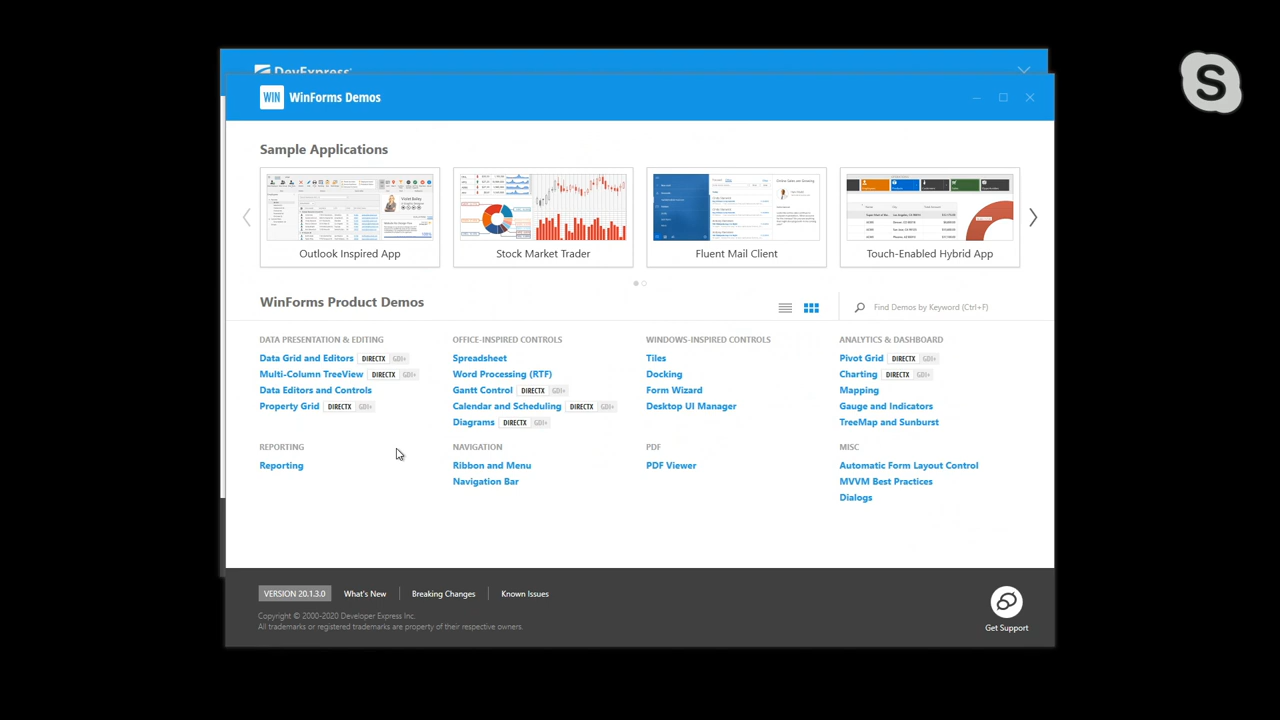 DevExpress
WIN WinForms Demos
S
Sample Applications
Outlook Inspired App
Stock Market Trader
Fluent Mail Client
Touch-Enabled Hybrid App
WinForms Product Demos
Find Demos by Keyword (Ctrl+F)
DATA PRESENTATION & EDITING
Data Grid and Editors DIRECTX GDI+
Multi-Column TreeView DIRECTX GDI+
Data Editors and Controls
Property Grid DIRECTX GDI+
OFFICE-INSPIRED CONTROLS
Spreadsheet
Word Processing (RTF)
Gantt Control DIRECTX GDI+
Calendar and Scheduling DIRECTX GDI+
Diagrams DIRECTX GDI+
WINDOWS-INSPIRED CONTROLS
Tiles
Docking
Form Wizard
Desktop UI Manager
ANALYTICS & DASHBOARD
Pivot Grid DIRECTX GDI+
Charting DIRECTX GDI+
Mapping
Gauge and Indicators
TreeMap and Sunburst
REPORTING
Reporting
NAVIGATION
Ribbon and Menu
Navigation Bar
PDF
PDF Viewer
MISC
Automatic Form Layout Control
MVVM Best Practices
Dialogs
VERSION 20.1.3.0 What's New Breaking Changes Known Issues
Copyright © 2000-2020 Developer Express Inc.
All trademarks or registered trademarks are property of their respective owners.
Get Support